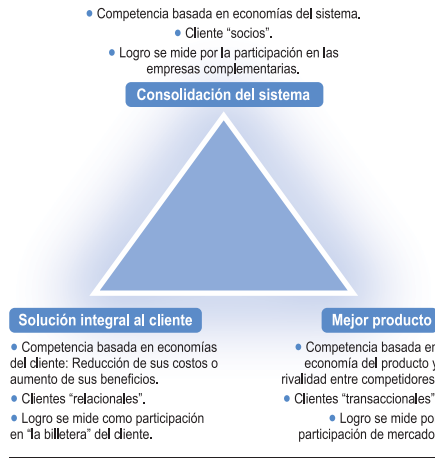 • Competencia basada en economías del sistema.
• Cliente “socios”.
• Logro se mide por la participación en las
empresas complementarias.
Consolidación del sistema
Solución integral al cliente
• Competencia basada en economías
del cliente: Reducción de sus costos o
aumento de sus beneficios.
• Clientes “relacionales”.
• Logro se mide como participación
en “la billetera” del cliente.
Mejor producto
• Competencia basada en
economía del producto y
rivalidad entre competidores
• Clientes “transaccionales”
• Logro se mide po
participación de mercado